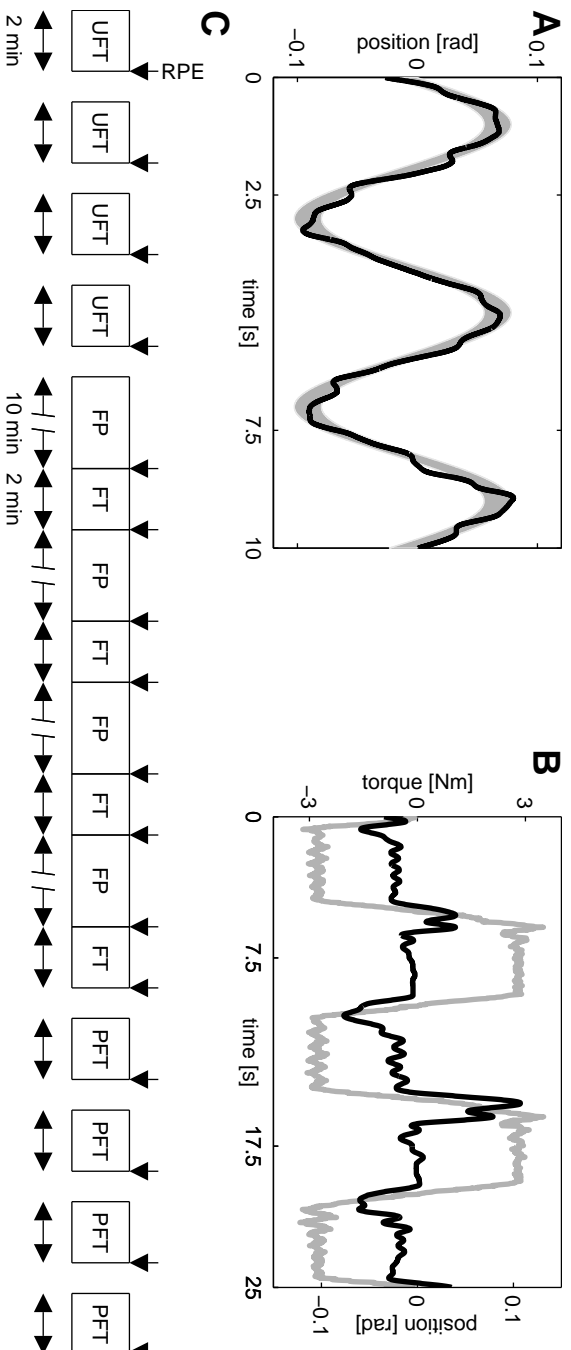 A
position [rad]
0.1
0
−0.1
0
2.5
7.5
10
time [s]
B
torque [Nm]
3
0
−3
0
7.5
17.5
25
time [s]
0.1
0
−0.1
position [rad]
C
RPE
UFT
UFT
UFT
UFT
FP
FT
FP
FT
FP
FT
FP
FT
PFT
PFT
PFT
PFT
2 min
10 min
2 min